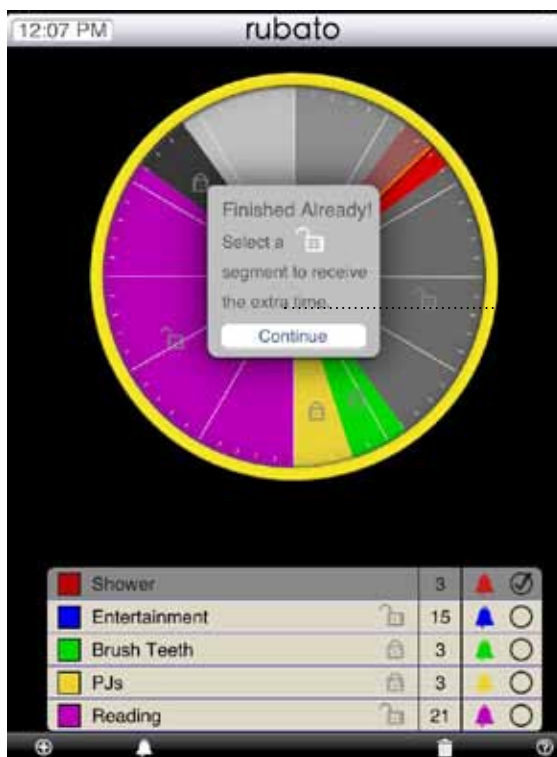 12:07 PM
rubato
Finished Already!
Select a
segment to receive
the extra time.
Continue
Shower 3
Entertainment 15
Brush Teeth 3
PJs 3
Reading 21